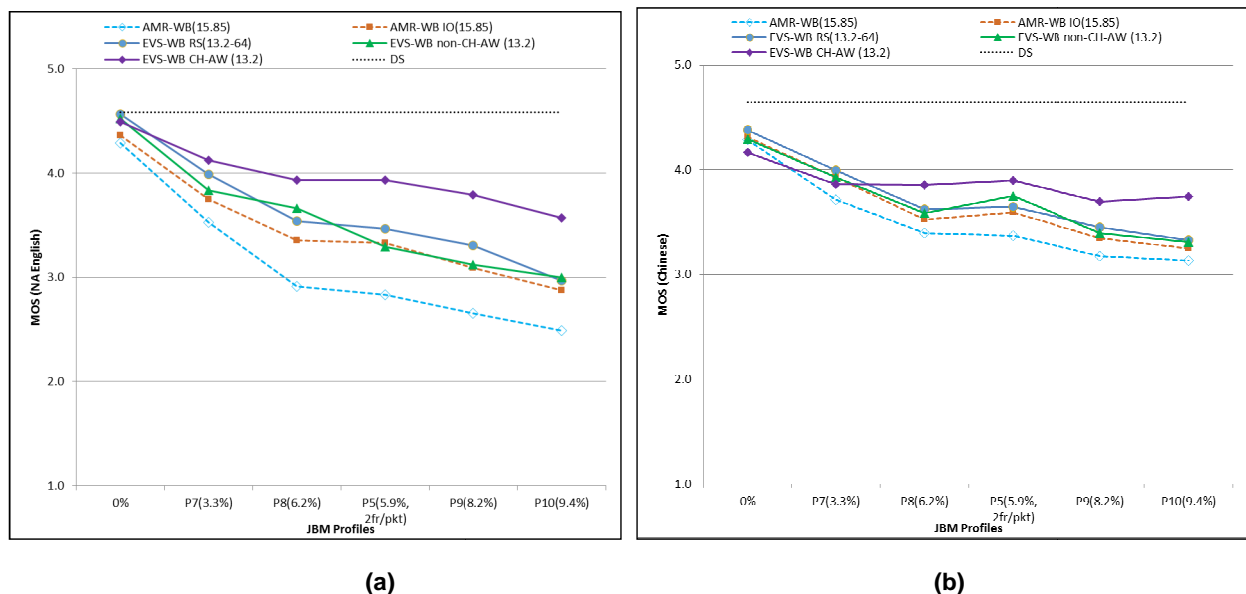 AMR-WB(15.85)
AMR-WB IO(15.85)
EVS-WB RS(13.2-64)
EVS-WB non-CH-AW (13.2)
EVS-WB CH-AW (13.2)
DS
5.0
4.0
3.0
2.0
1.0
MOS (NA English)
0%
P7(3.3%)
P8(6.2%)
P5(5.9%,
2fr/pkt)
P9(8.2%)
P10(9.4%)
JBM Profiles
(a)
AMR-WB(15.85)
AMR-WB IO(15.85)
EVS-WB RS(13.2-64)
EVS-WB non-CH-AW (13.2)
EVS-WB CH-AW (13.2)
DS
5.0
4.0
3.0
2.0
1.0
MOS (Chinese)
0%
P7(3.3%)
P8(6.2%)
P5(5.9%,
2fr/pkt)
P9(8.2%)
P10(9.4%)
JBM Profiles
(b)